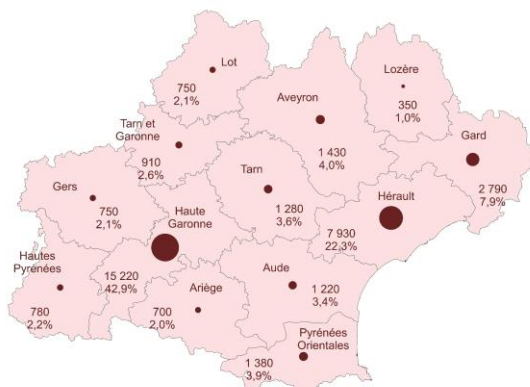 Lot
750
2,1%
Lozère
350
1,0%
Aveyron
1 430
4,0%
Tarn et
Garonne
910
2,6%
Gard
2 790
7,9%
Tarn
1 280
3,6%
Hérault
7 930
22,3%
Gers
750
2,1%
Haute
Garonne
15 220
42,9%
Hautes
Pyrénées
780
2,2%
Ariège
700
2,0%
Aude
1 220
3,4%
Pyrénées
Orientales
1 380
3,9%